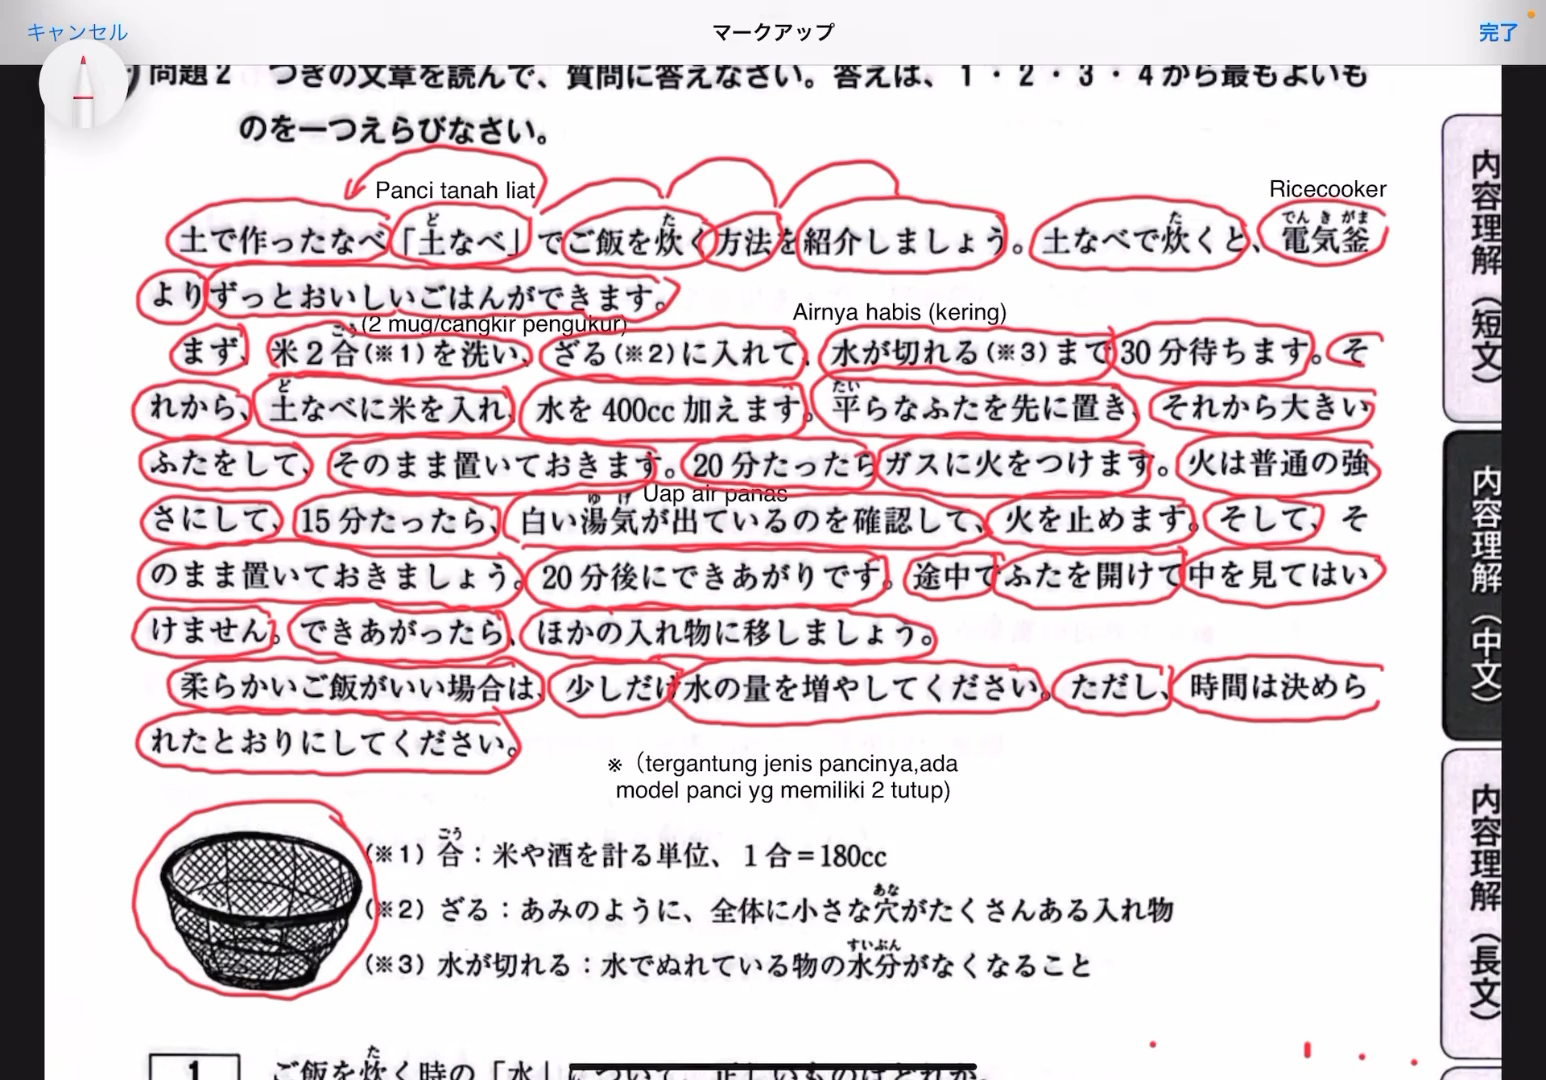 キャンセル
マークアップ
完了
問題2 つぎの文章を読んで、質問に答えなさい。答えは、1・2・3・4から最もよいも
のを一つえらびなさい。
Panci tanah liat
Ricecooker
土で作ったなべ「土なべ」でご飯を炊く方法を紹介しましょう。土なべで炊くと、電気釜
よりずっとおいしいごはんができます。
(2 mug/cangkir pengukur)
Airnya habis (kering)
まず、米2合(※1)を洗い、ざる(※2)に入れて、水が切れる(※3)まで30分待ちます。そ
れから、土なべに米を入れ、水を400cc加えます。平らなふたを先に置き、それから大きい
ふたをして、そのまま置いておきます。20分たったらガスに火をつけます。火は普通の強
Uap air panas
さにして、15分たったら、白い湯気が出ているのを確認して、火を止めます。そして、そ
のまま置いておきましょう。20分後にできあがりです。途中でふたを開けて中を見てはい
けません。できあがったら、ほかの入れ物に移しましょう。
柔らかいご飯がいい場合は、少しだけ水の量を増やしてください。ただし、時間は決めら
れたとおりにしてください。
※（tergantung jenis pancinya,ada
model panci yg memiliki 2 tutup)
(※1) 合：米や酒を計る単位、1合＝180cc
(※2) ざる：あみのように、全体に小さな穴がたくさんある入れ物
(※3) 水が切れる：水でぬれている物の水分がなくなること
1 ご飯を炊く時の「水」について、正しいものはどれか。
内容理解（短文）
内容理解（中文）
内容理解（長文）